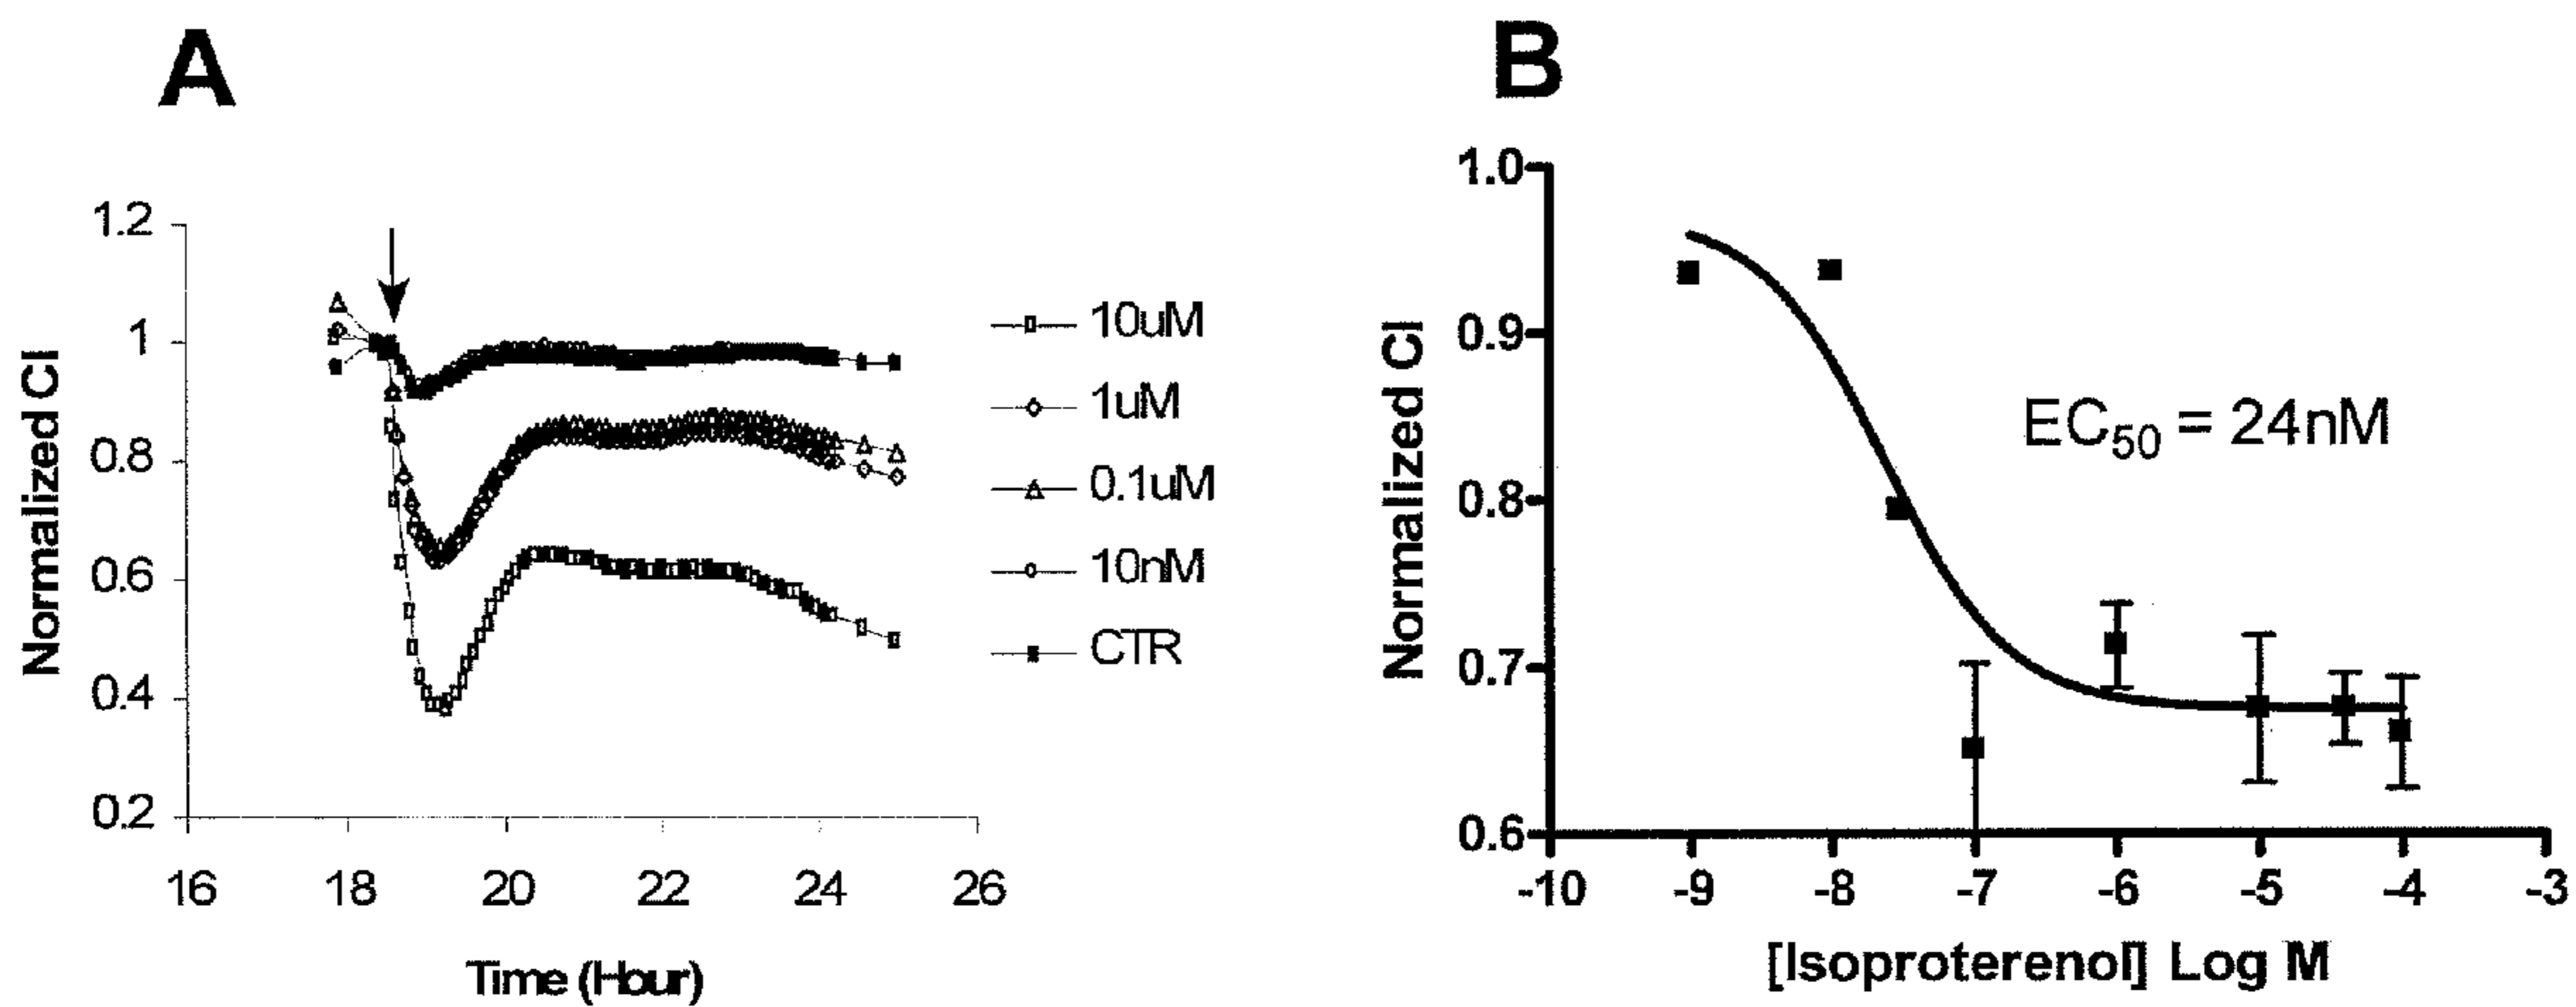 A
Normalized CI
1.2
1
0.8
0.6
0.4
0.2
16 18 20 22 24 26
Time (Hour)
10uM
1uM
0.1uM
10nM
CTR
B
Normalized CI
1.0
0.9
0.8
0.7
0.6
EC50 = 24nM
-10 -9 -8 -7 -6 -5 -4 -3
[Isoproterenol] Log M